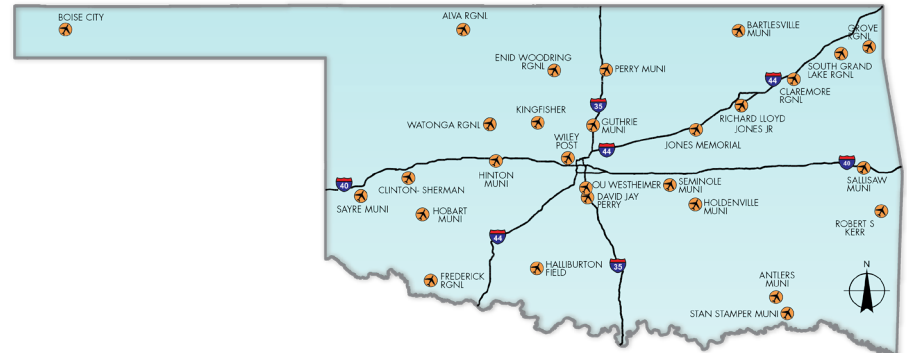 BOISE CITY
ALVA RGNL
BARTLESVILLE
MUNI
GROVE
RGNL
ENID WOODRING
RGNL
PERRY MUNI
SOUTH GRAND
LAKE RGNL
44
CLAREMORE
RGNL
35
KINGFISHER
RICHARD LLOYD
JONES JR
WATONGA RGNL
GUTHRIE
MUNI
WILEY
POST
44
JONES MEMORIAL
40
HINTON
MUNI
SALLISAW
MUNI
40
CLINTON- SHERMAN
OU WESTHEIMER
SEMINOLE
MUNI
SAYRE MUNI
DAVID JAY
PERRY
HOLDENVILLE
MUNI
HOBART
MUNI
ROBERT S
KERR
44
35
HALLIBURTON
FIELD
N
FREDERICK
RGNL
ANTLERS
MUNI
STAN STAMPER MUNI